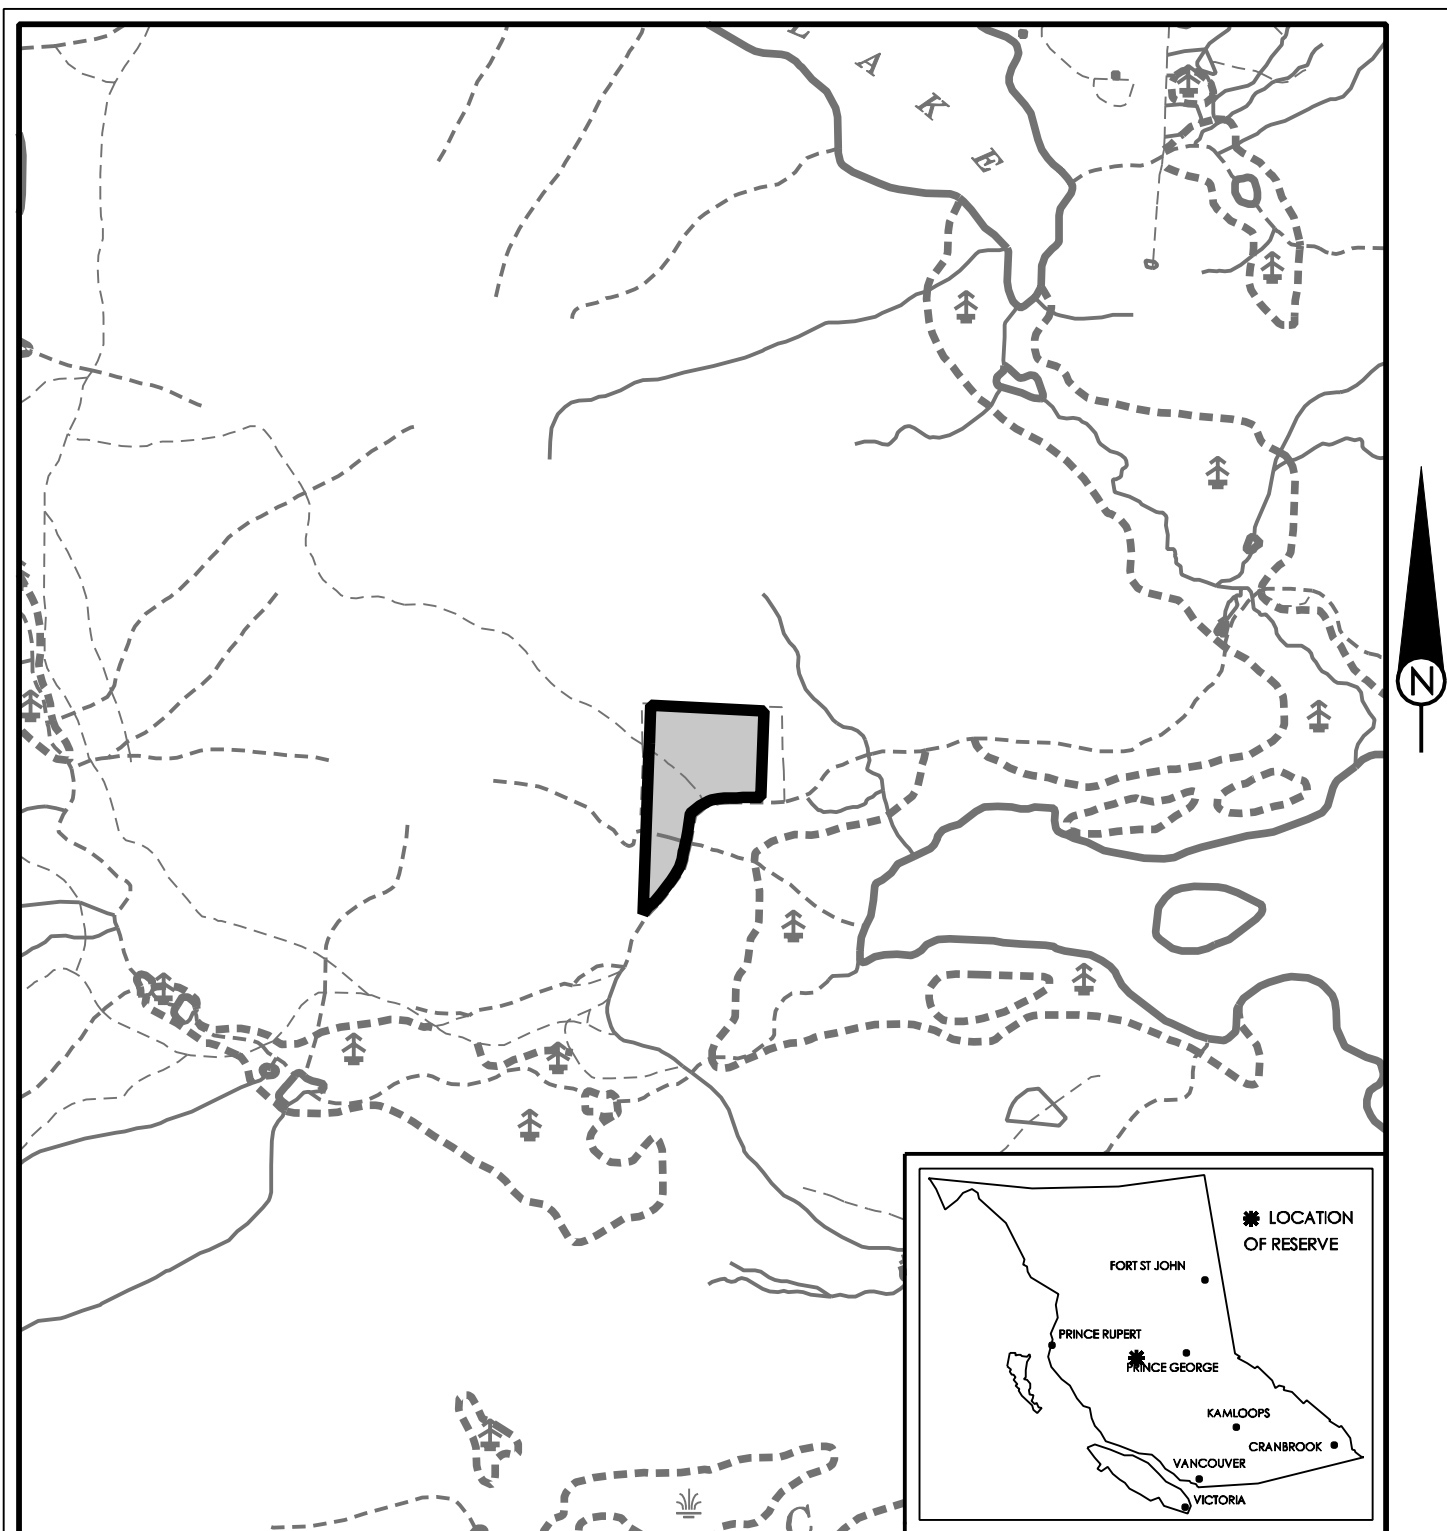 L A K E
N
LOCATION
OF RESERVE
FORT ST JOHN
PRINCE RUPERT
PRINCE GEORGE
KAMLOOPS
CRANBROOK
VANCOUVER
VICTORIA
C